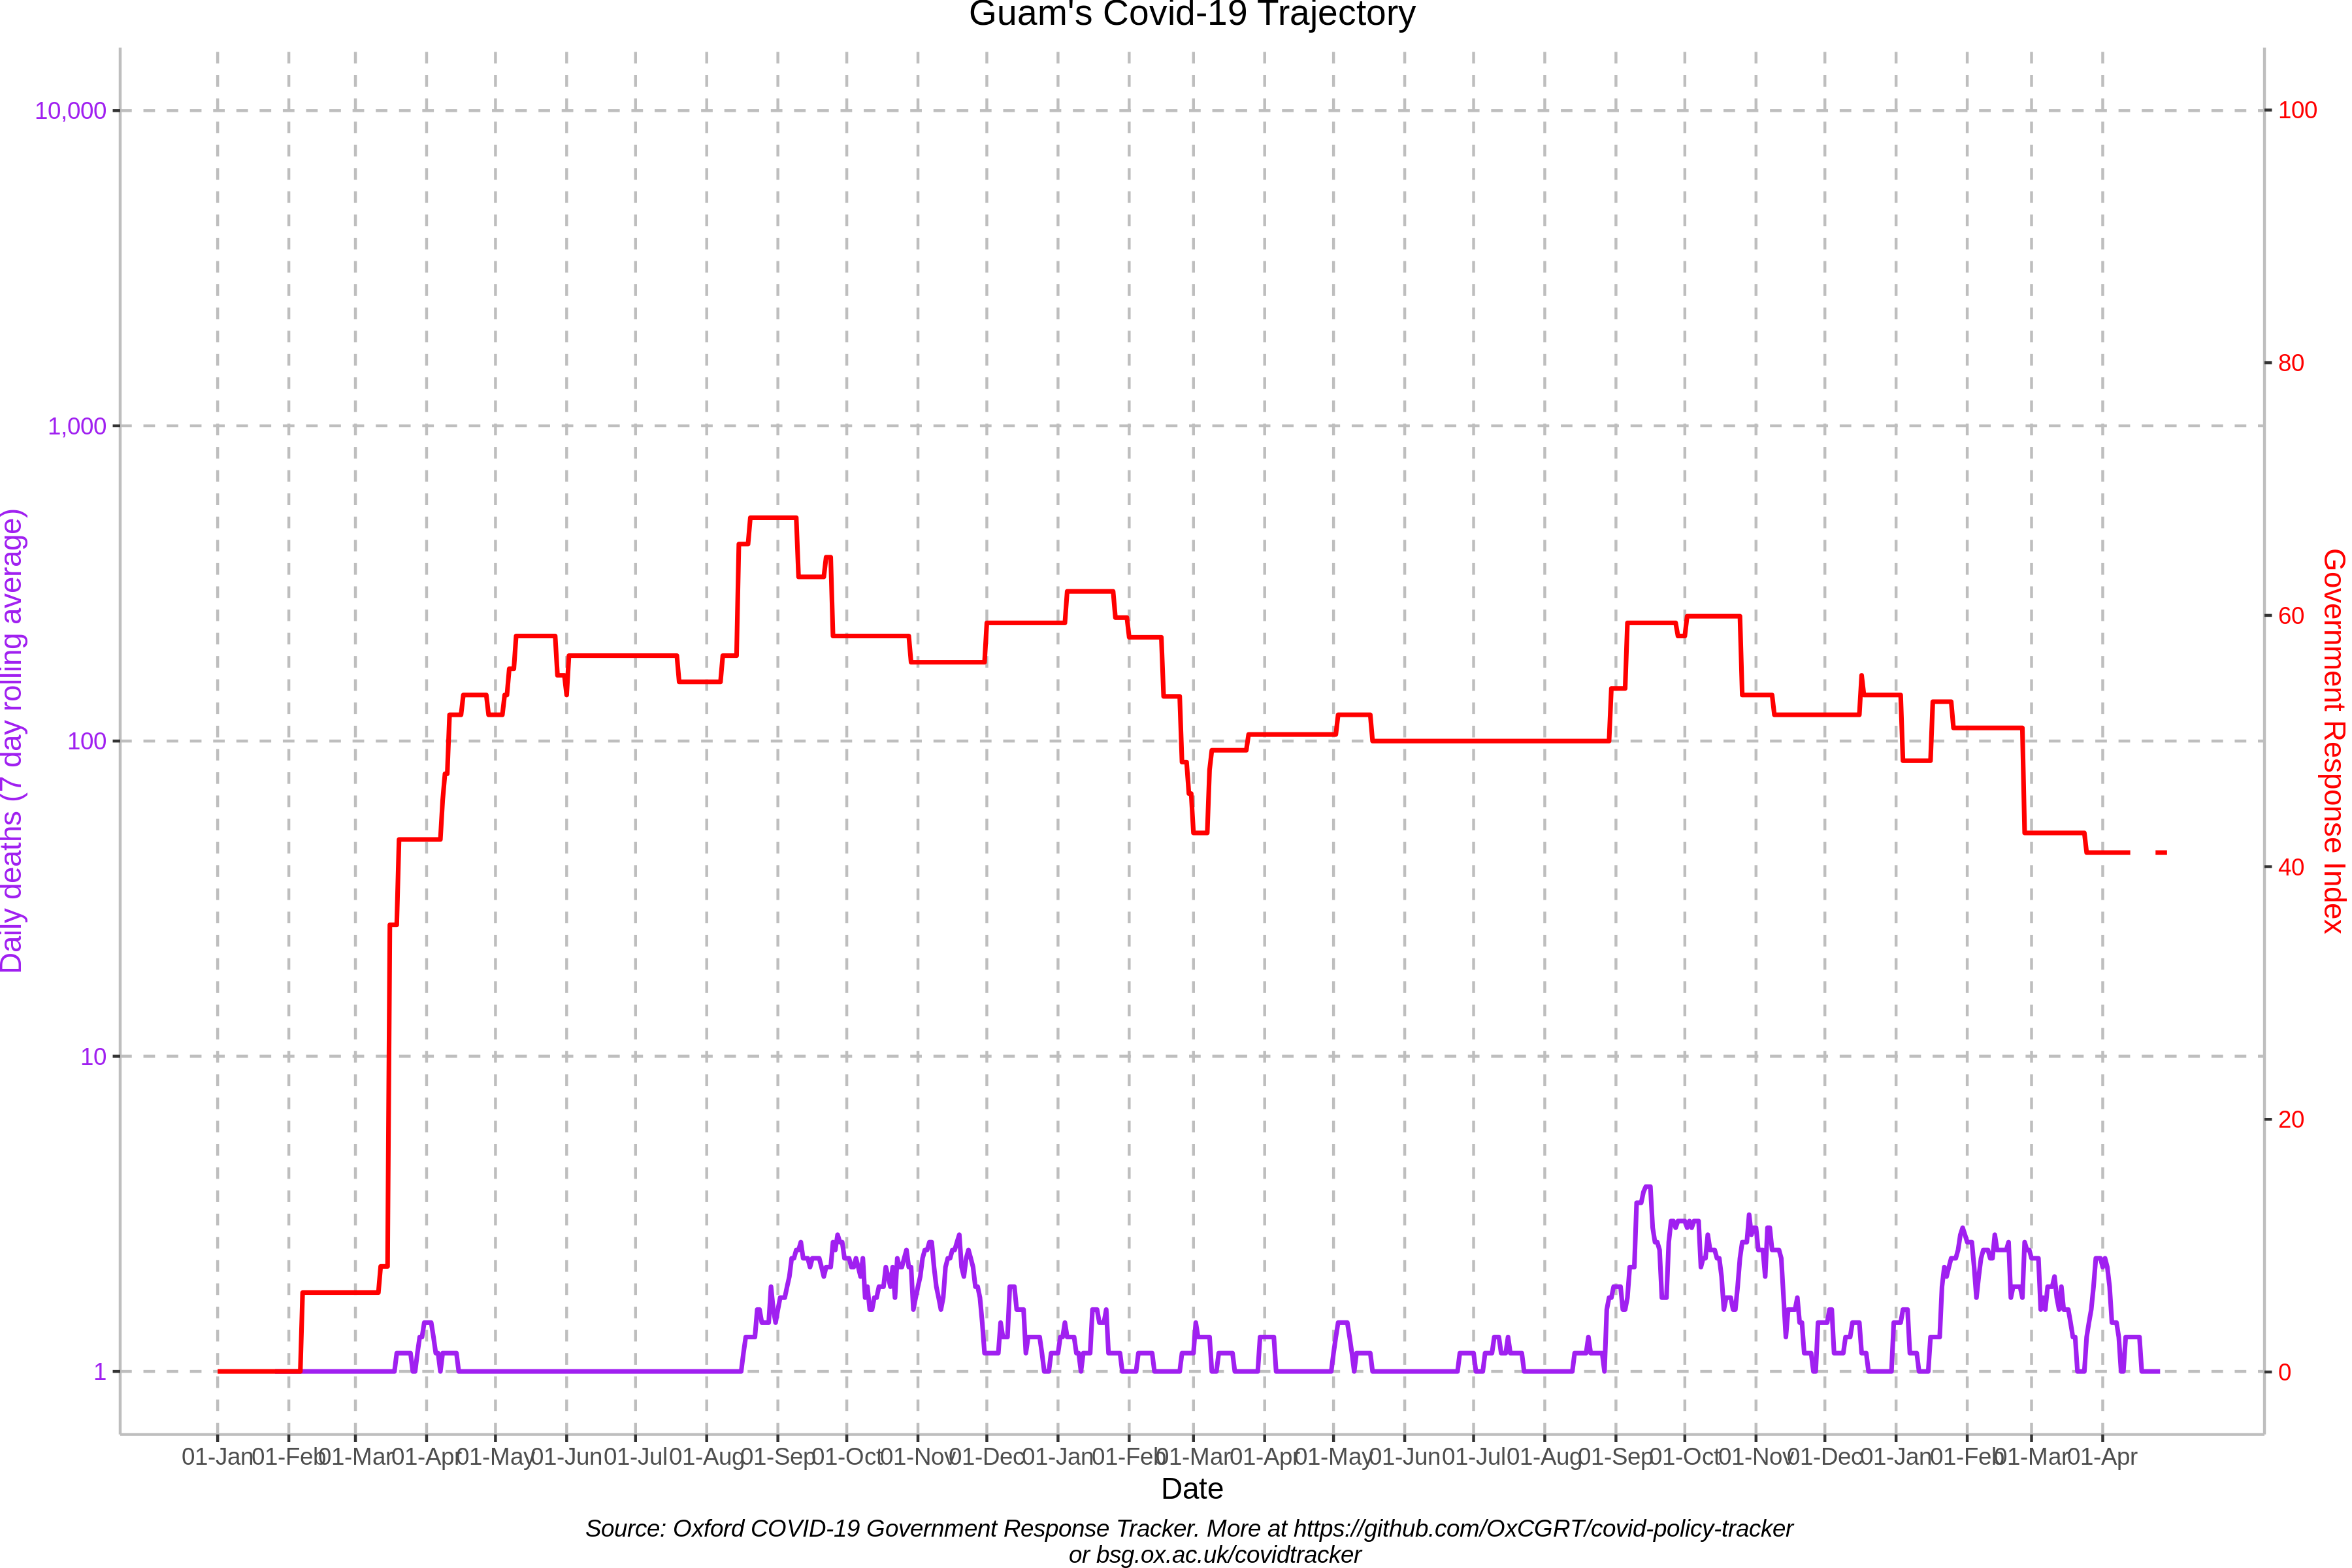 Guam's Covid-19 Trajectory
10,000
1,000
100
10
1
Daily deaths (7 day rolling average)
100
80
60
40
20
0
Government Response Index
01-Jan 01-Feb 01-Mar 01-Apr 01-May 01-Jun 01-Jul 01-Aug 01-Sep 01-Oct 01-Nov 01-Dec 01-Jan 01-Feb 01-Mar 01-Apr 01-May 01-Jun 01-Jul 01-Aug 01-Sep 01-Oct 01-Nov 01-Dec 01-Jan 01-Feb 01-Mar 01-Apr
Date
Source: Oxford COVID-19 Government Response Tracker. More at https://github.com/OxCGRT/covid-policy-tracker
or bsg.ox.ac.uk/covidtracker